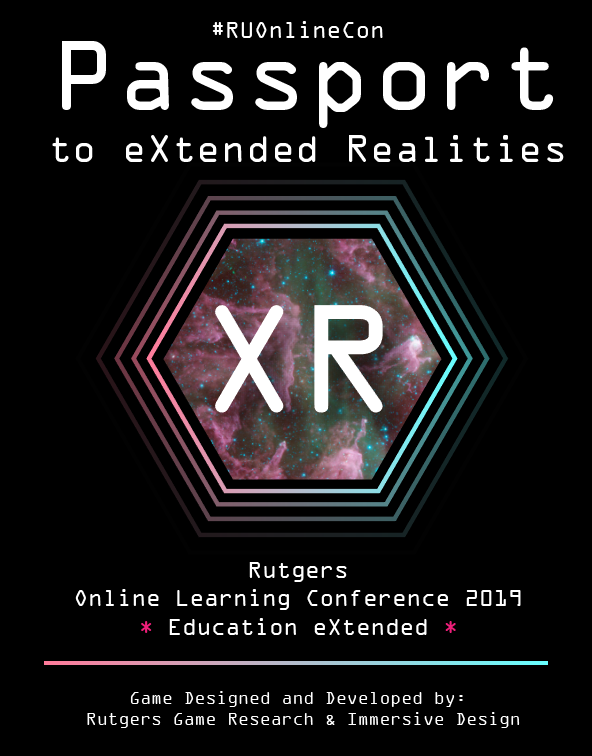 #RUOnlineCon
Passport
to eXtended Realities
XR
Rutgers
Online Learning Conference 2019
* Education eXtended *
Game Designed and Developed by:
Rutgers Game Research & Immersive Design